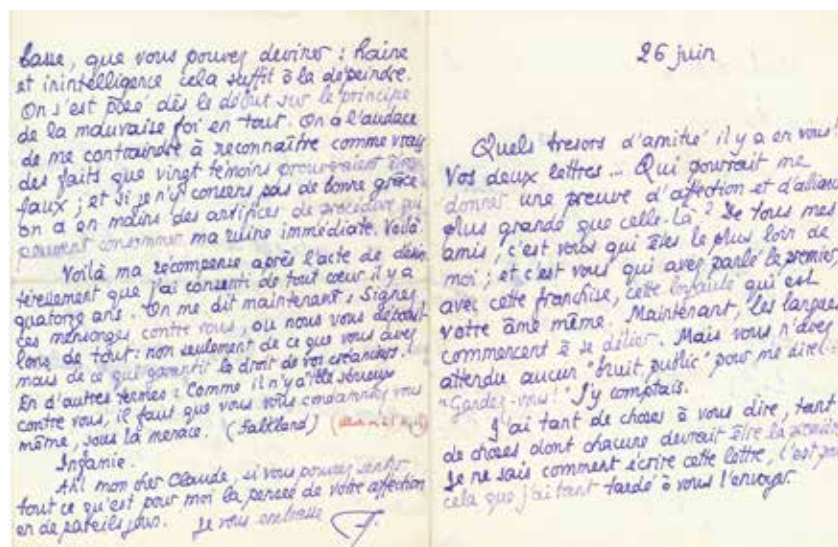 basse, que vous pouvez deviner : haine
et inintelligence cela suffit à la dépeindre.
On s'est posé dès le début sur le principe
de la mauvaise foi en tout. On a l'audace
de me contraindre à reconnaître comme vrais
des faits que vingt témoins prouvaient être
faux ; et si je n'y consens pas de bonne grâce
on a en mains des artifices de procédure qui
peuvent consommer ma ruine immédiate. Voilà.
Voilà ma récompense après l'acte de désin
téressement que j'ai consenti de tout cœur il y a
quatorze ans. On me dit maintenant : Signez
ces mensonges contre vous, ou nous vous dépouil-
lons de tout : non seulement de ce que vous avez
mais de ce qui garantit le droit de vos créanciers.
En d'autres termes : Comme il n'y a rien
contre vous, il faut que vous vous condamniez vous
même, sous la menace.
Infamie.
Ah! mon cher Claude, si vous pouvez sentir
tout ce qu'est pour moi la pensée de votre affection
en de pareils jours. Je vous embrasse
26 juin
Quels tresors d'amitié il y a en vous!
Vos deux lettres... Qui pourrait me
donner une preuve d'affection et d'alliance
plus grande que celle-là ? De tous mes
amis, c'est vous qui êtes le plus loin de
moi ; et c'est vous qui avez parlé le premier,
avec cette franchise, cette loyauté qui est
votre âme même. Maintenant, les langues
commencent à se délier. Mais vous n'avez
attendu aucun "bruit public" pour me dire :
"Gardez-vous!" J'y comptais.
J'ai tant de choses à vous dire, tant
de choses dont chacune devrait être la première
Je ne sais comment écrire cette lettre, c'est pour
cela que j'ai tant tardé à vous l'envoyer.